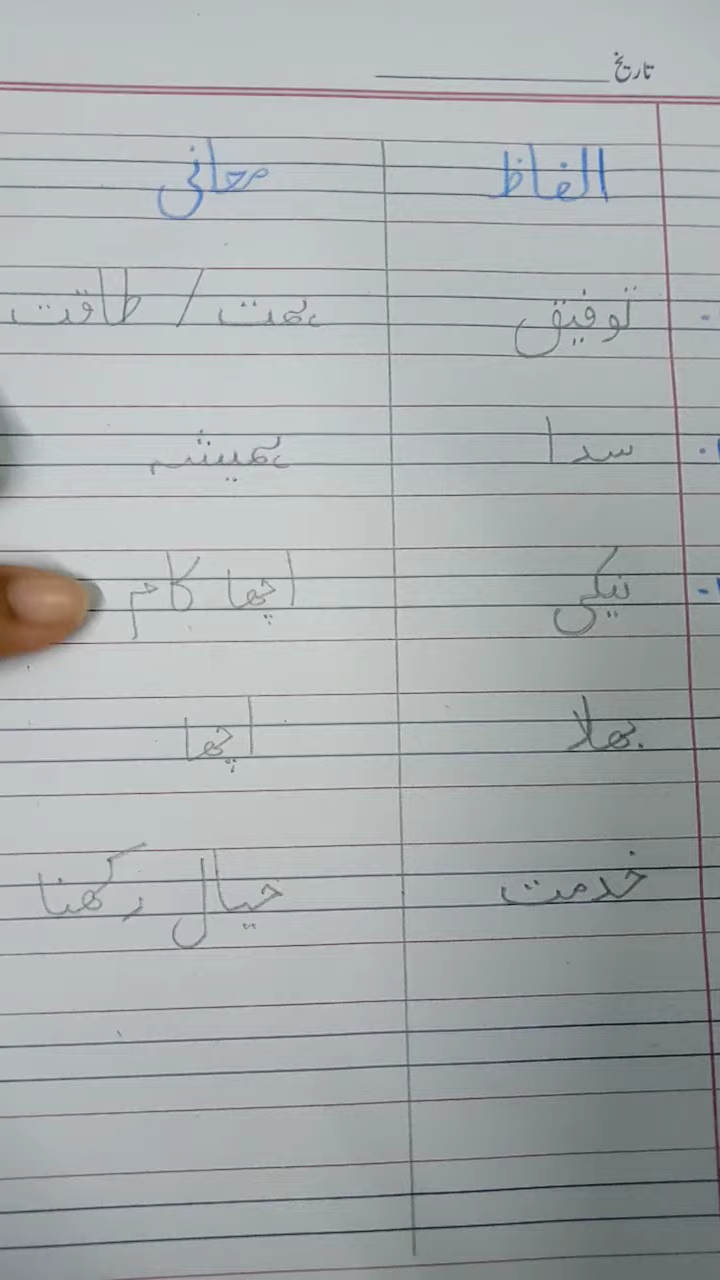 تاریخ
الفاظ معانی
توفیق ہمت / طاقت
سدا ہمیشہ
نیکی اچھا کام
بھلا اچھا
خدمت خیال رکھنا